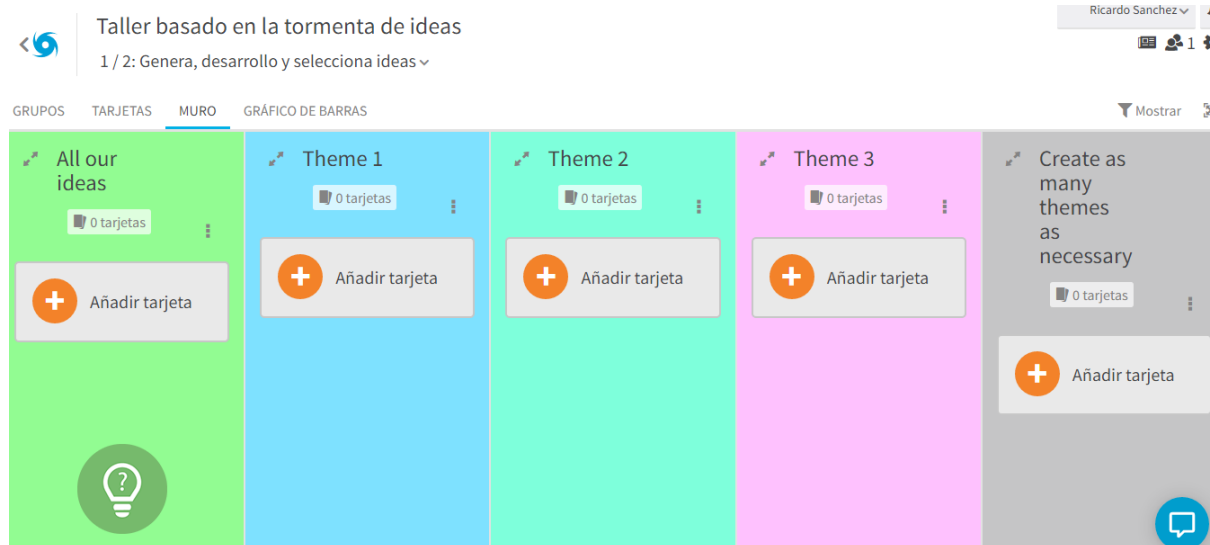 Ricardo Sanchez
Taller basado en la tormenta de ideas
1 / 2: Genera, desarrollo y selecciona ideas
1
GRUPOS TARJETAS MURO GRÁFICO DE BARRAS Mostrar
All our
ideas
0 tarjetas
Añadir tarjeta
?
Theme 1
0 tarjetas
Añadir tarjeta
Theme 2
0 tarjetas
Añadir tarjeta
Theme 3
0 tarjetas
Añadir tarjeta
Create as
many
themes
as
necessary
0 tarjetas
Añadir tarjeta